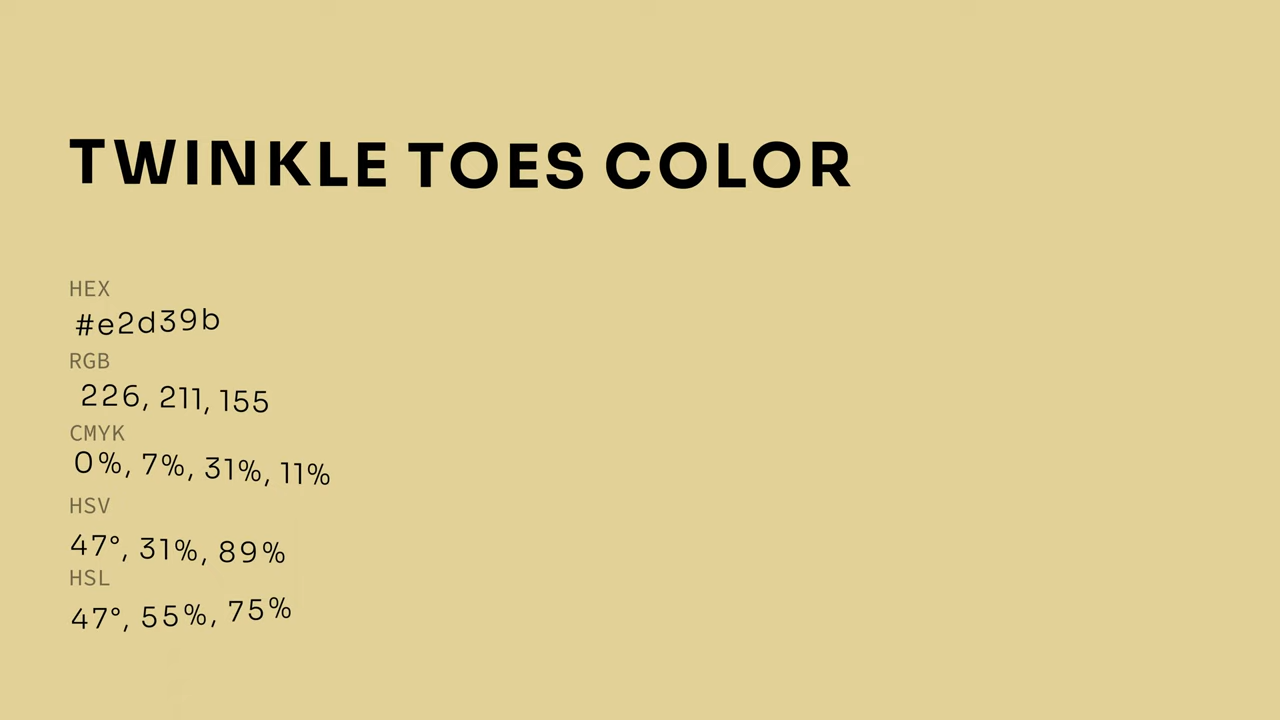 TWINKLE TOES COLOR
HEX
#e2d39b
RGB
226, 211, 155
CMYK
0%, 7%, 31%, 11%
HSV
47°, 31%, 89%
HSL
47°, 55%, 75%